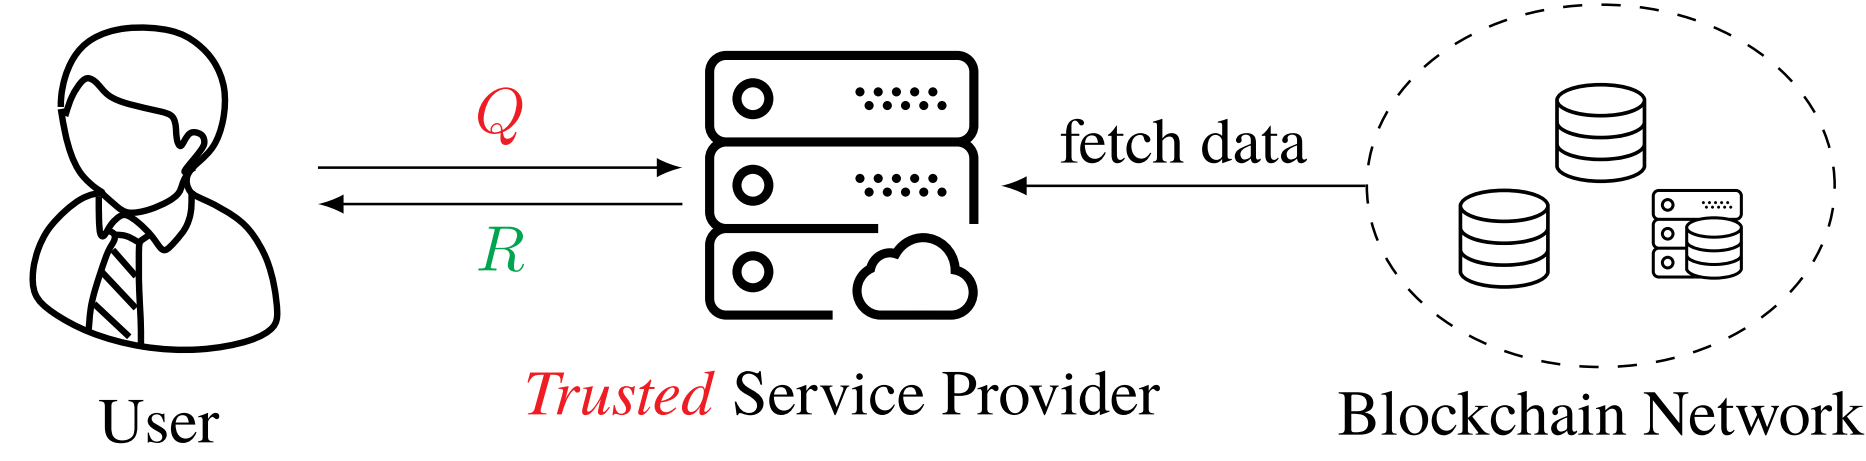 Q
R
fetch data
User
Trusted Service Provider
Blockchain Network